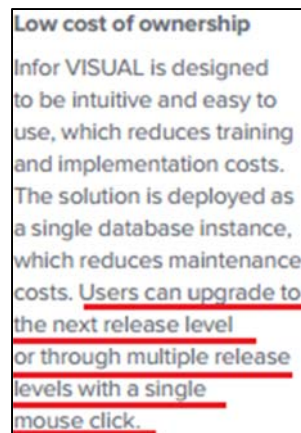 Low cost of ownership
Infor VISUAL is designed
to be intuitive and easy to
use, which reduces training
and implementation costs.
The solution is deployed as
a single database instance,
which reduces maintenance
costs. Users can upgrade to
the next release level
or through multiple release
levels with a single
mouse click.